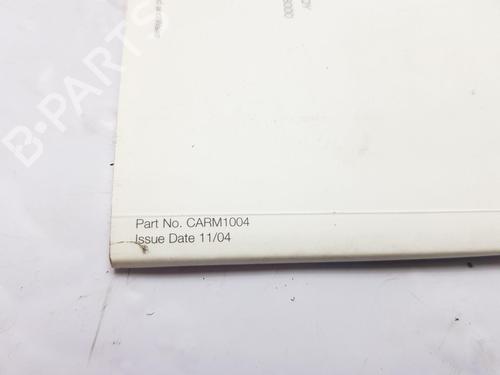 B-PARTS
Part No. CARM1004
Issue Date 11/04